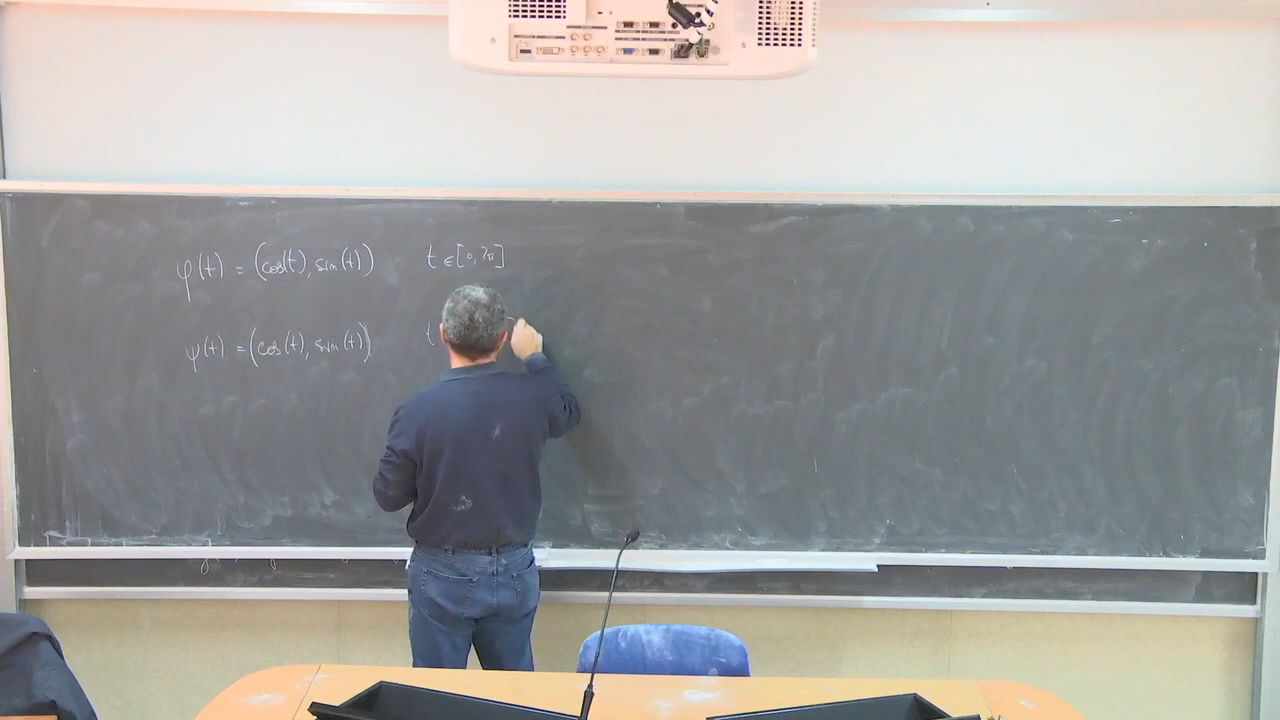 φ(t) = (cos(t), sin(t)) t ∈ [0, 2π]
ψ(t) = (cos(t), sin(t)) t